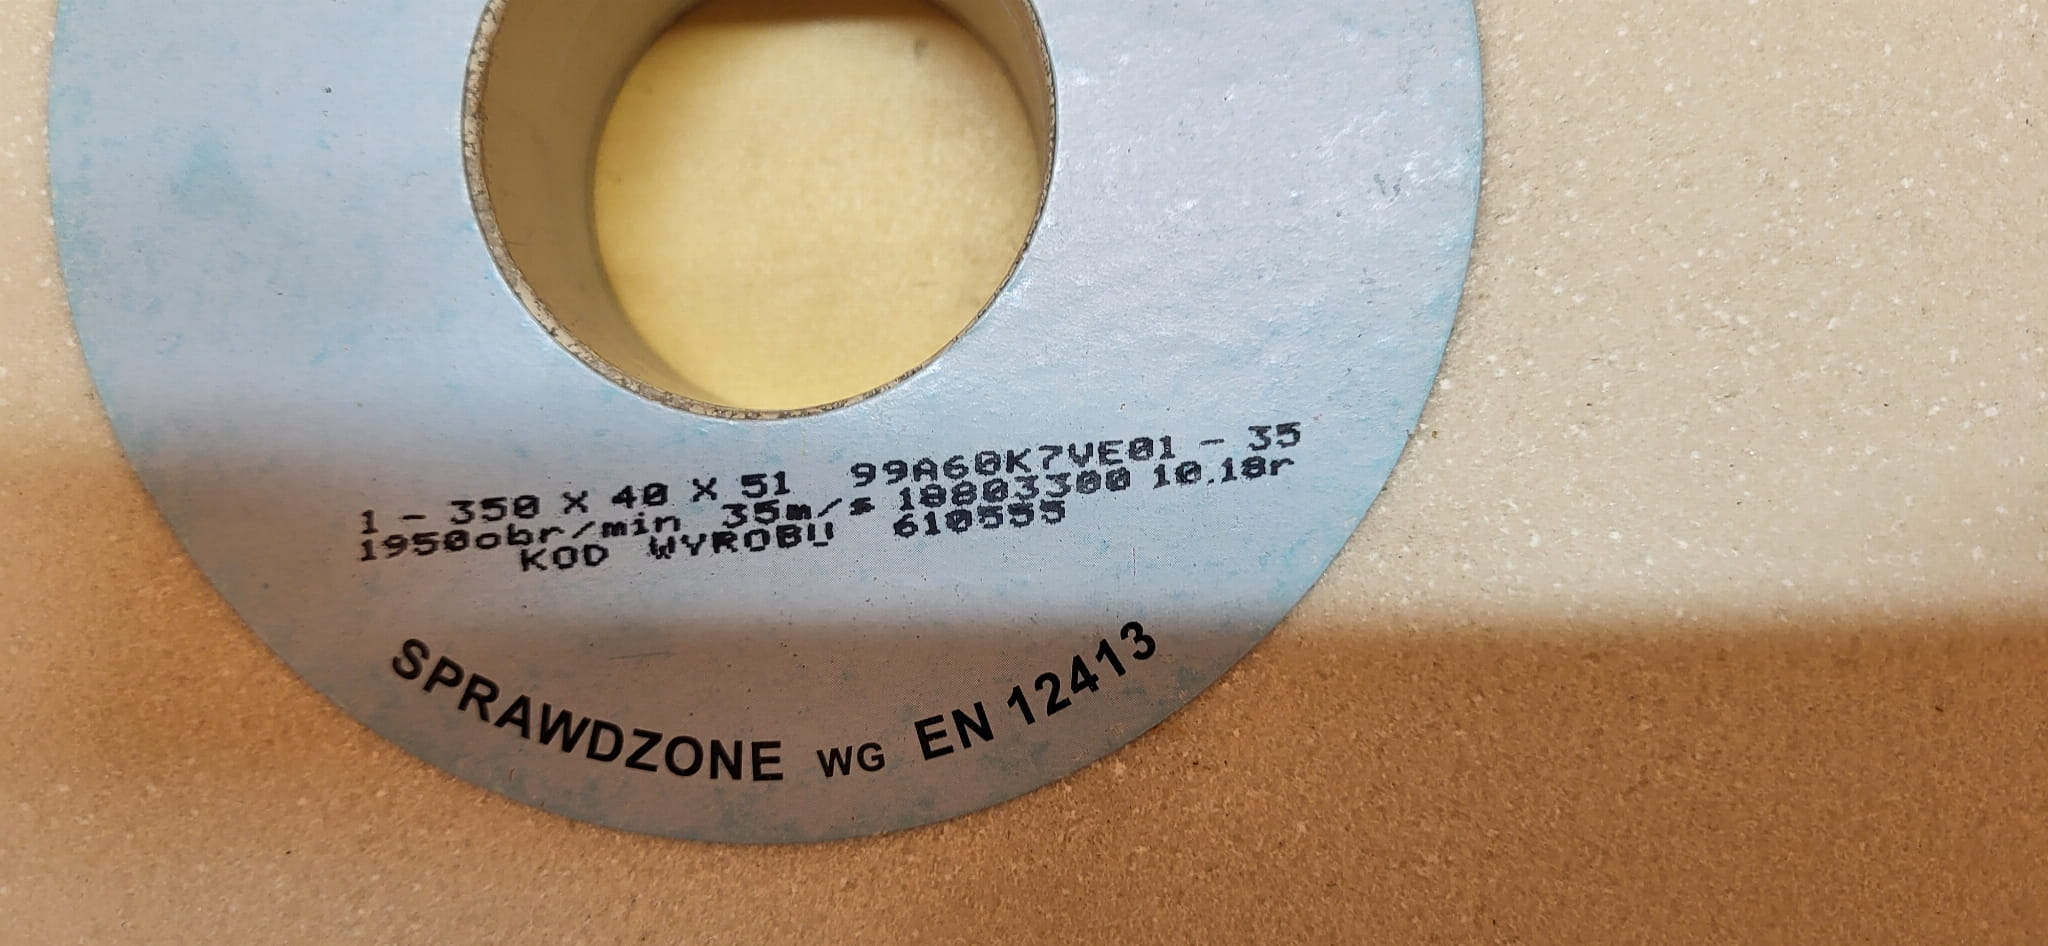 1 - 350 X 40 X 51 99A60K7VE01 - 35
1950obr/min 35m/s 18803300 10.18r
KOD WYROBU 610555
SPRAWDZONE WG EN 12413